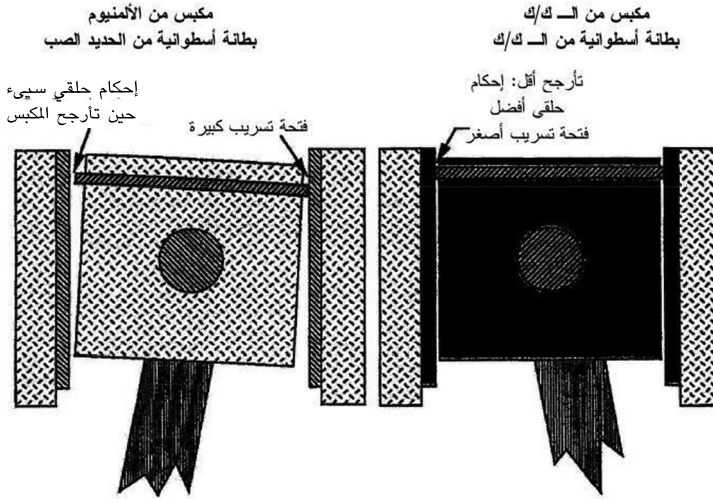 مكبس من الـ ك/ك
بطانة أسطوانية من الـ ك/ك
تأرجح أقل: إحكام
حلقي أفضل
فتحة تسريب أصغر
مكبس من الألمنيوم
بطانة أسطوانية من الحديد الصب
إحكام حلقي سيىء
حين تأرجح المكبس
فتحة تسريب كبيرة